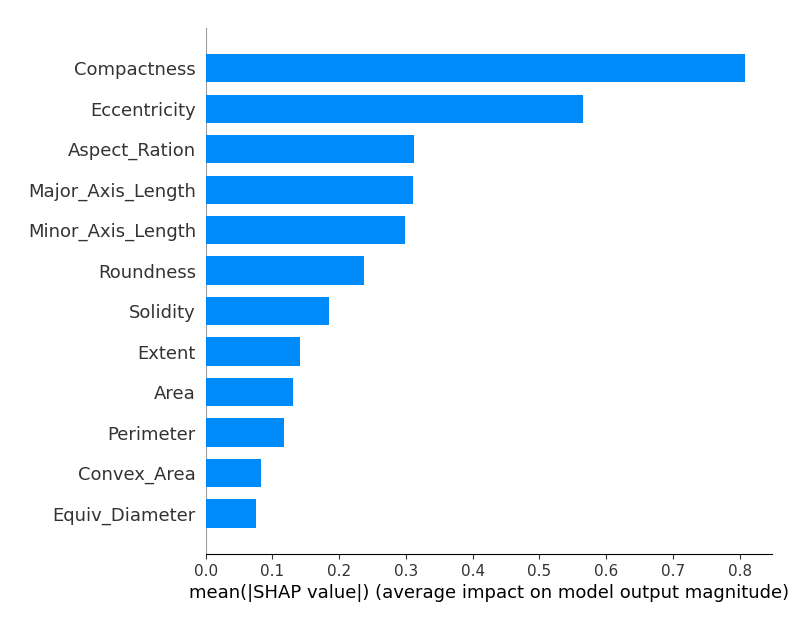 Compactness
Eccentricity
Aspect_Ration
Major_Axis_Length
Minor_Axis_Length
Roundness
Solidity
Extent
Area
Perimeter
Convex_Area
Equiv_Diameter
0.0 0.1 0.2 0.3 0.4 0.5 0.6 0.7 0.8
mean(|SHAP value|) (average impact on model output magnitude)